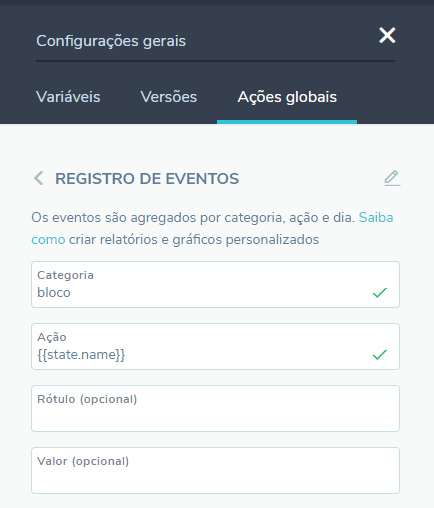 Configurações gerais
Variáveis Versões Ações globais
REGISTRO DE EVENTOS
Os eventos são agregados por categoria, ação e dia. Saiba
como criar relatórios e gráficos personalizados
Categoria
bloco
Ação
{{state.name}}
Rótulo (opcional)
Valor (opcional)